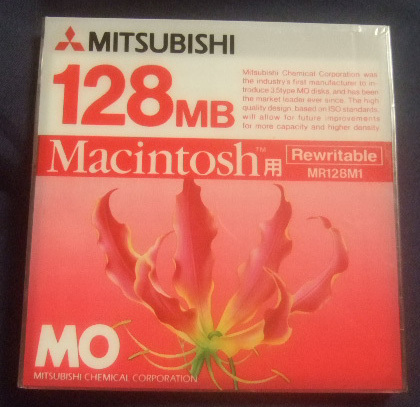 MITSUBISHI
128MB
Mitsubishi Chemical Corporation was
the industry's first manufacturer to in-
troduce 3.5type MO disks, and has been
the market leader ever since. The high
quality design, based on ISO standards,
will allow for future improvements
for more capacity and higher density
Macintosh™用
Rewritable
MR128M1
MO
MITSUBISHI CHEMICAL CORPORATION